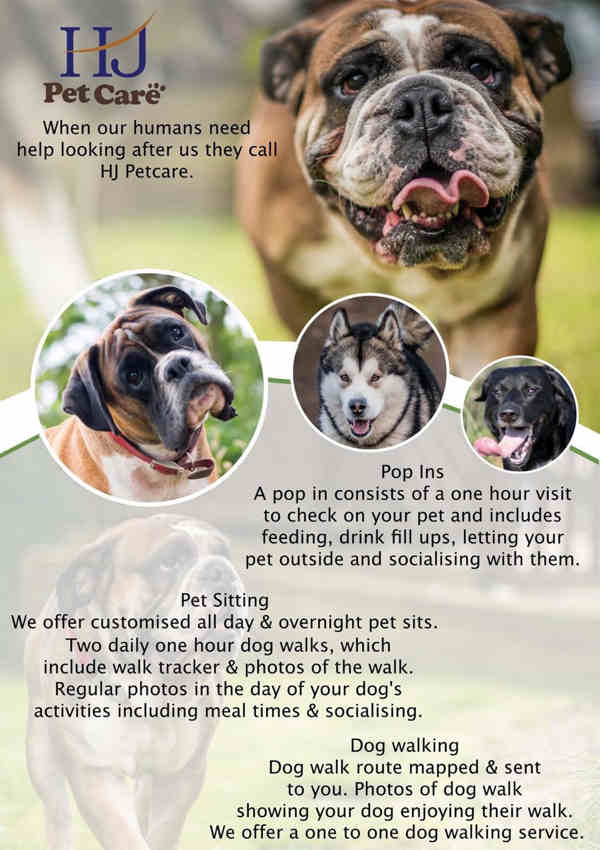 HJ
Pet Care
When our humans need
help looking after us they call
HJ Petcare.
Pop Ins
A pop in consists of a one hour visit
to check on your pet and includes
feeding, drink fill ups, letting your
pet outside and socialising with them.
Pet Sitting
We offer customised all day & overnight pet sits.
Two daily one hour dog walks, which
include walk tracker & photos of the walk.
Regular photos in the day of your dog's
activities including meal times & socialising.
Dog walking
Dog walk route mapped & sent
to you. Photos of dog walk
showing your dog enjoying their walk.
We offer a one to one dog walking service.